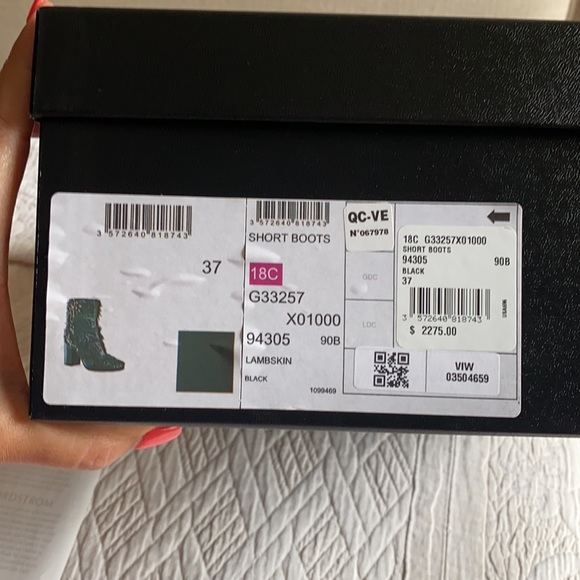 3 572640 818743
37
3 572640 818743
SHORT BOOTS
18C
G33257
X01000
94305 90B
LAMBSKIN
BLACK
1099469
QC-VE
N°067978
GDC
LDC
18C G33257X01000
SHORT BOOTS
94305 90B
BLACK
37
3 572640 818743
$ 2275.00
VIW
03504659